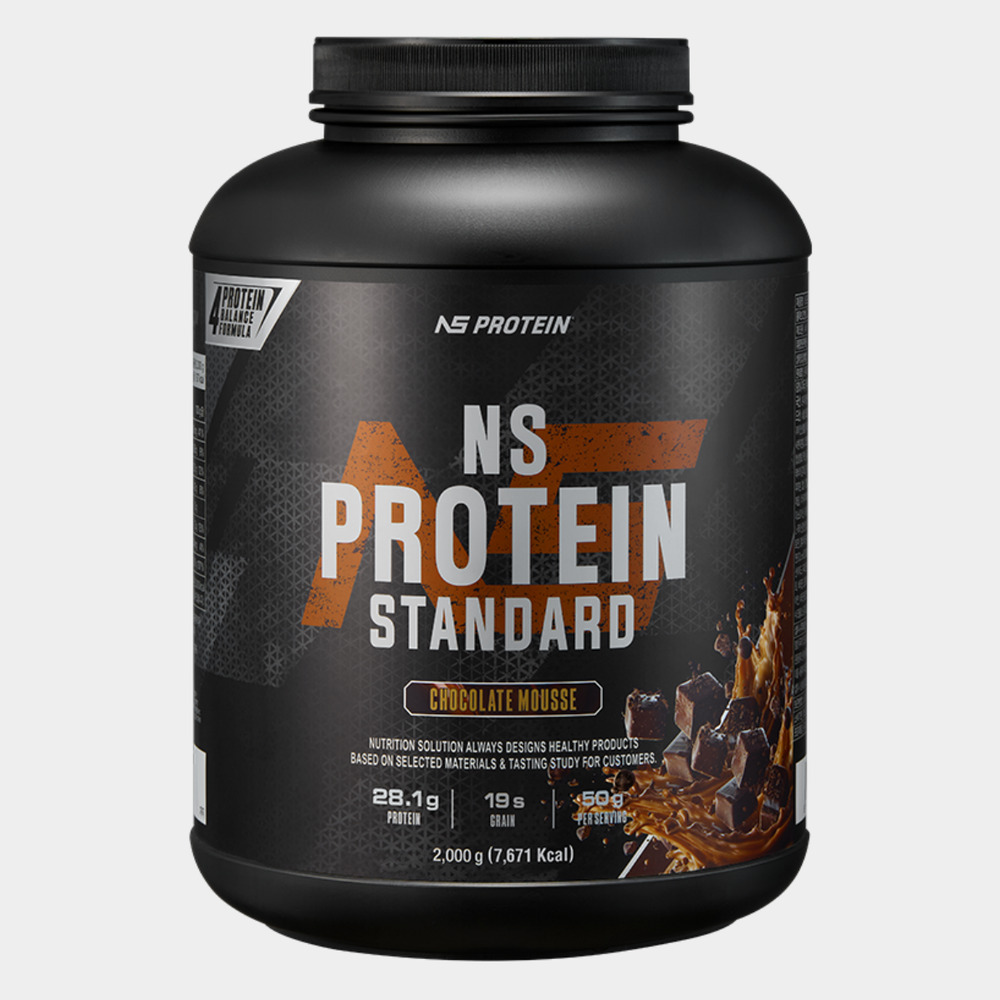 4 PROTEIN
BALANCE
FORMULA
NS PROTEIN
NS
PROTEIN
STANDARD
CHOCOLATE MOUSSE
NUTRITION SOLUTION ALWAYS DESIGNS HEALTHY PRODUCTS
BASED ON SELECTED MATERIALS & TASTING STUDY FOR CUSTOMERS.
28.1g 19s 50g
PROTEIN GRAIN PER SERVING
2,000 g (7,671 Kcal)